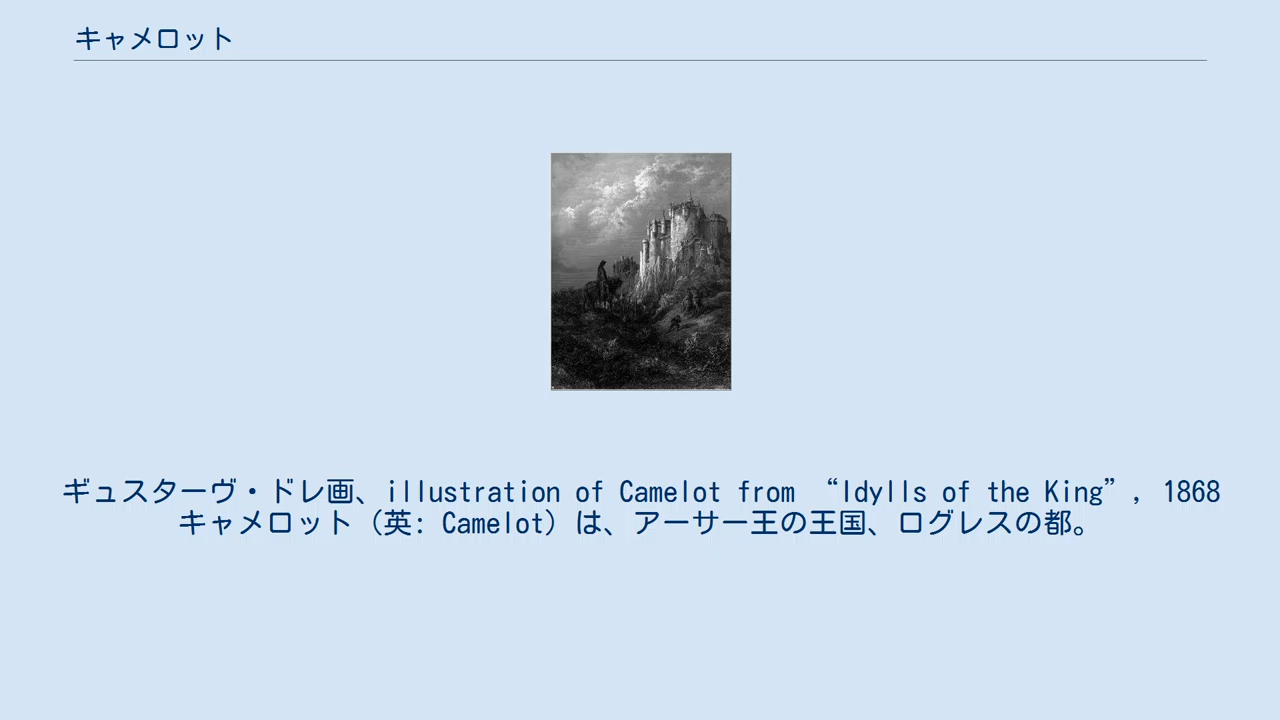 キャメロット
ギュスターヴ・ドレ画、illustration of Camelot from “Idylls of the King”, 1868
キャメロット（英: Camelot）は、アーサー王の王国、ログレスの都。